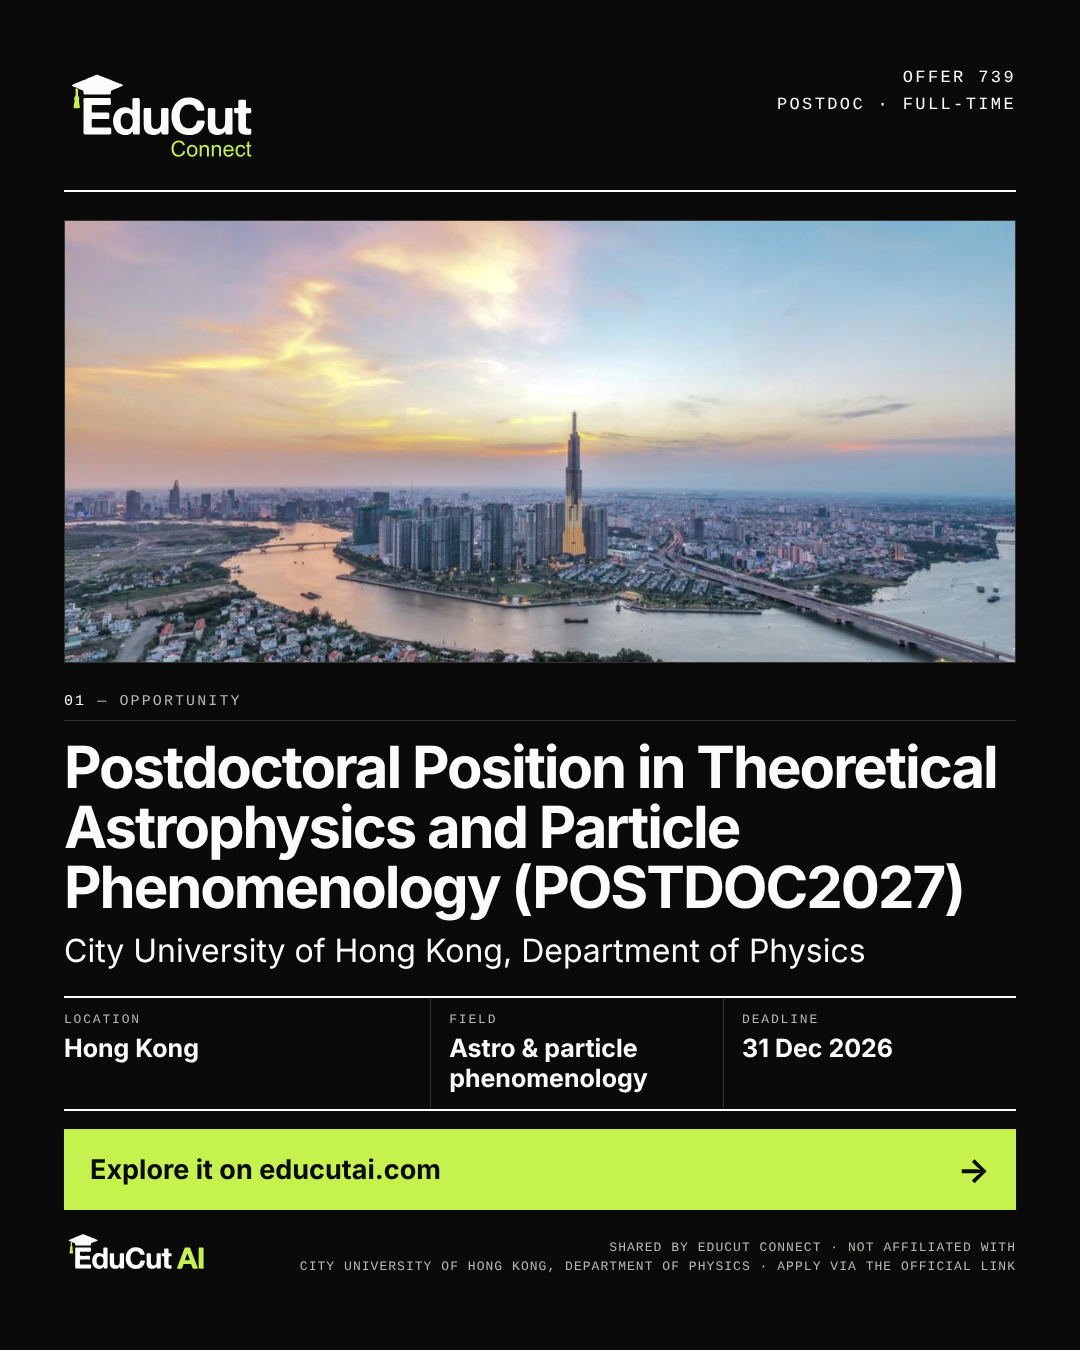 EduCut
Connect
OFFER 739
POSTDOC · FULL-TIME
01 — OPPORTUNITY
Postdoctoral Position in Theoretical
Astrophysics and Particle
Phenomenology (POSTDOC2027)
City University of Hong Kong, Department of Physics
LOCATION
Hong Kong
FIELD
Astro & particle
phenomenology
DEADLINE
31 Dec 2026
Explore it on educutai.com →
EduCut AI
SHARED BY EDUCUT CONNECT · NOT AFFILIATED WITH
CITY UNIVERSITY OF HONG KONG, DEPARTMENT OF PHYSICS · APPLY VIA THE OFFICIAL LINK